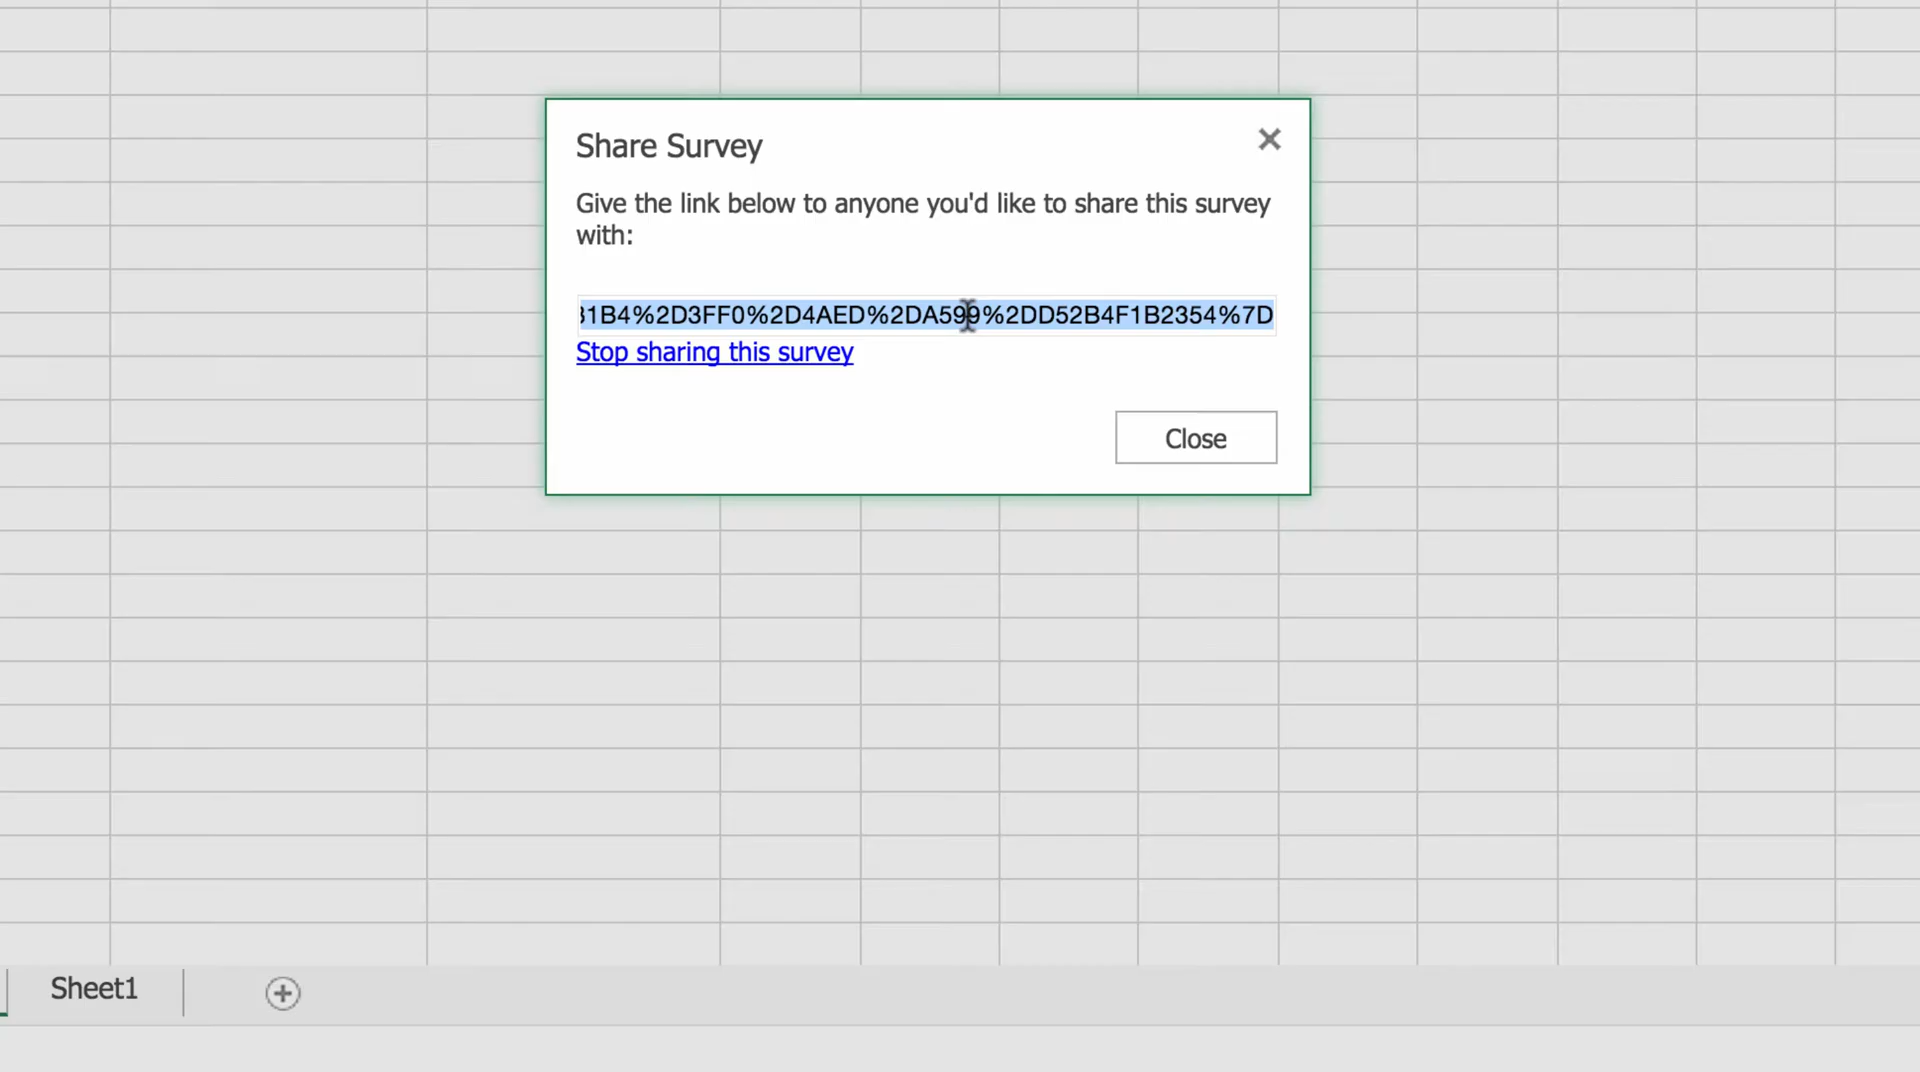 Share Survey
Give the link below to anyone you'd like to share this survey
with:
31B4%2D3FF0%2D4AED%2DA599%2DD52B4F1B2354%7D
Stop sharing this survey
Close
Sheet1